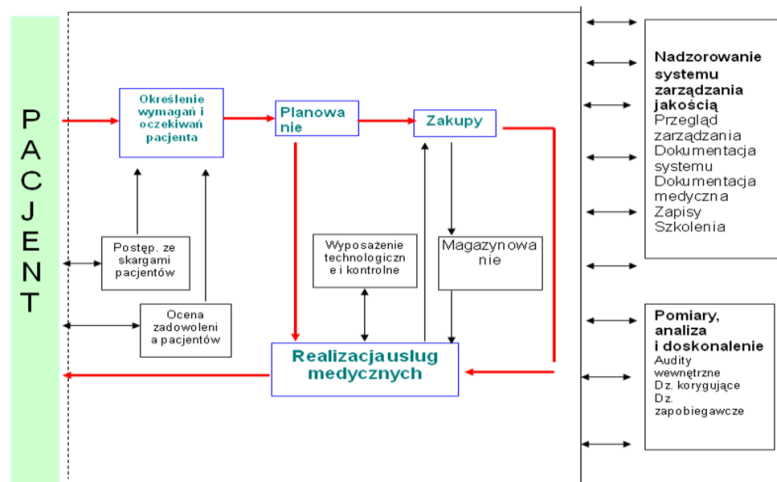 PACJENT
Określenie
wymagań i
oczekiwań
pacjenta
Planowa
nie
Zakupy
Postęp. ze
skargami
pacjentów
Ocena
zadowoleni
a pacjentów
Wyposażenie
technologiczn
e i kontrolne
Magazynowa
nie
Realizacja usług
medycznych
Nadzorowanie
systemu
zarządzania
jakością
Przegląd
zarządzania
Dokumentacja
systemu
Dokumentacja
medyczna
Zapisy
Szkolenia
Pomiary,
analiza
i doskonalenie
Audity
wewnętrzne
Dz. korygujące
Dz.
zapobiegawcze